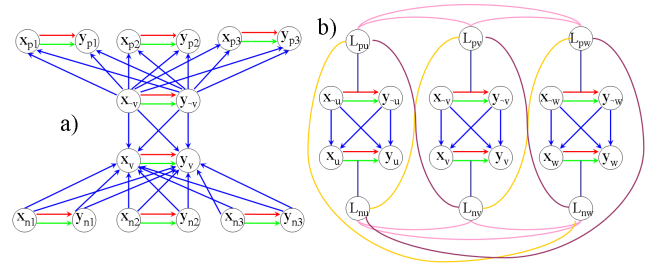 b)
x_p1 y_p1 x_p2 y_p2 x_p3 y_p3
L_pu L_pv L_pw
x_¬v y_¬v
x_¬u y_¬u x_¬v y_¬v x_¬w y_¬w
a)
x_v y_v
x_u y_u x_v y_v x_w y_w
x_n1 y_n1 x_n2 y_n2 x_n3 y_n3
L_nu L_nv L_nw